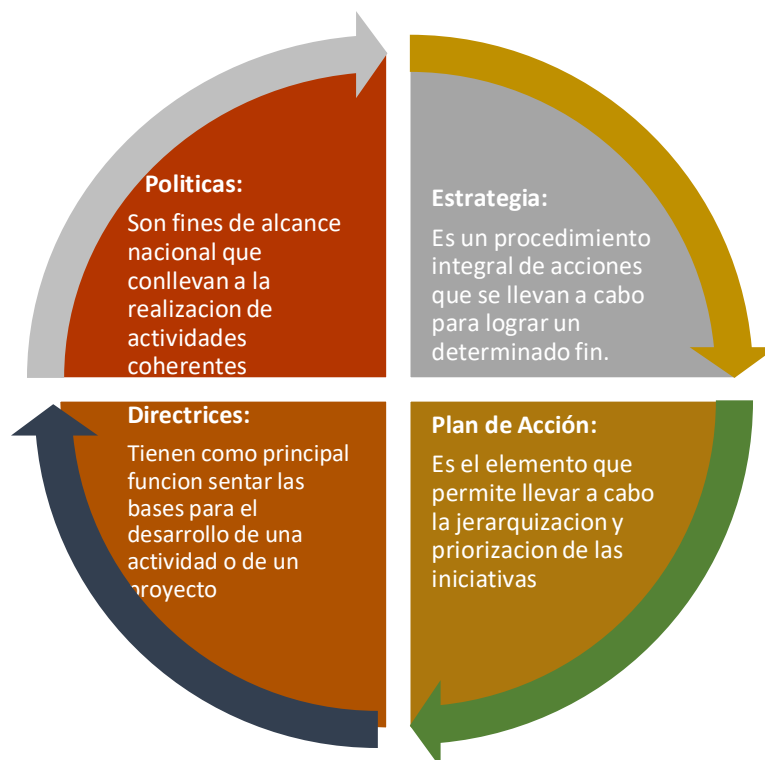 Politicas:
Son fines de alcance
nacional que
conllevan a la
realizacion de
actividades
coherentes
Estrategia:
Es un procedimiento
integral de acciones
que se llevan a cabo
para lograr un
determinado fin.
Directrices:
Tienen como principal
funcion sentar las
bases para el
desarrollo de una
actividad o de un
proyecto
Plan de Acción:
Es el elemento que
permite llevar a cabo
la jerarquizacion y
priorizacion de las
iniciativas